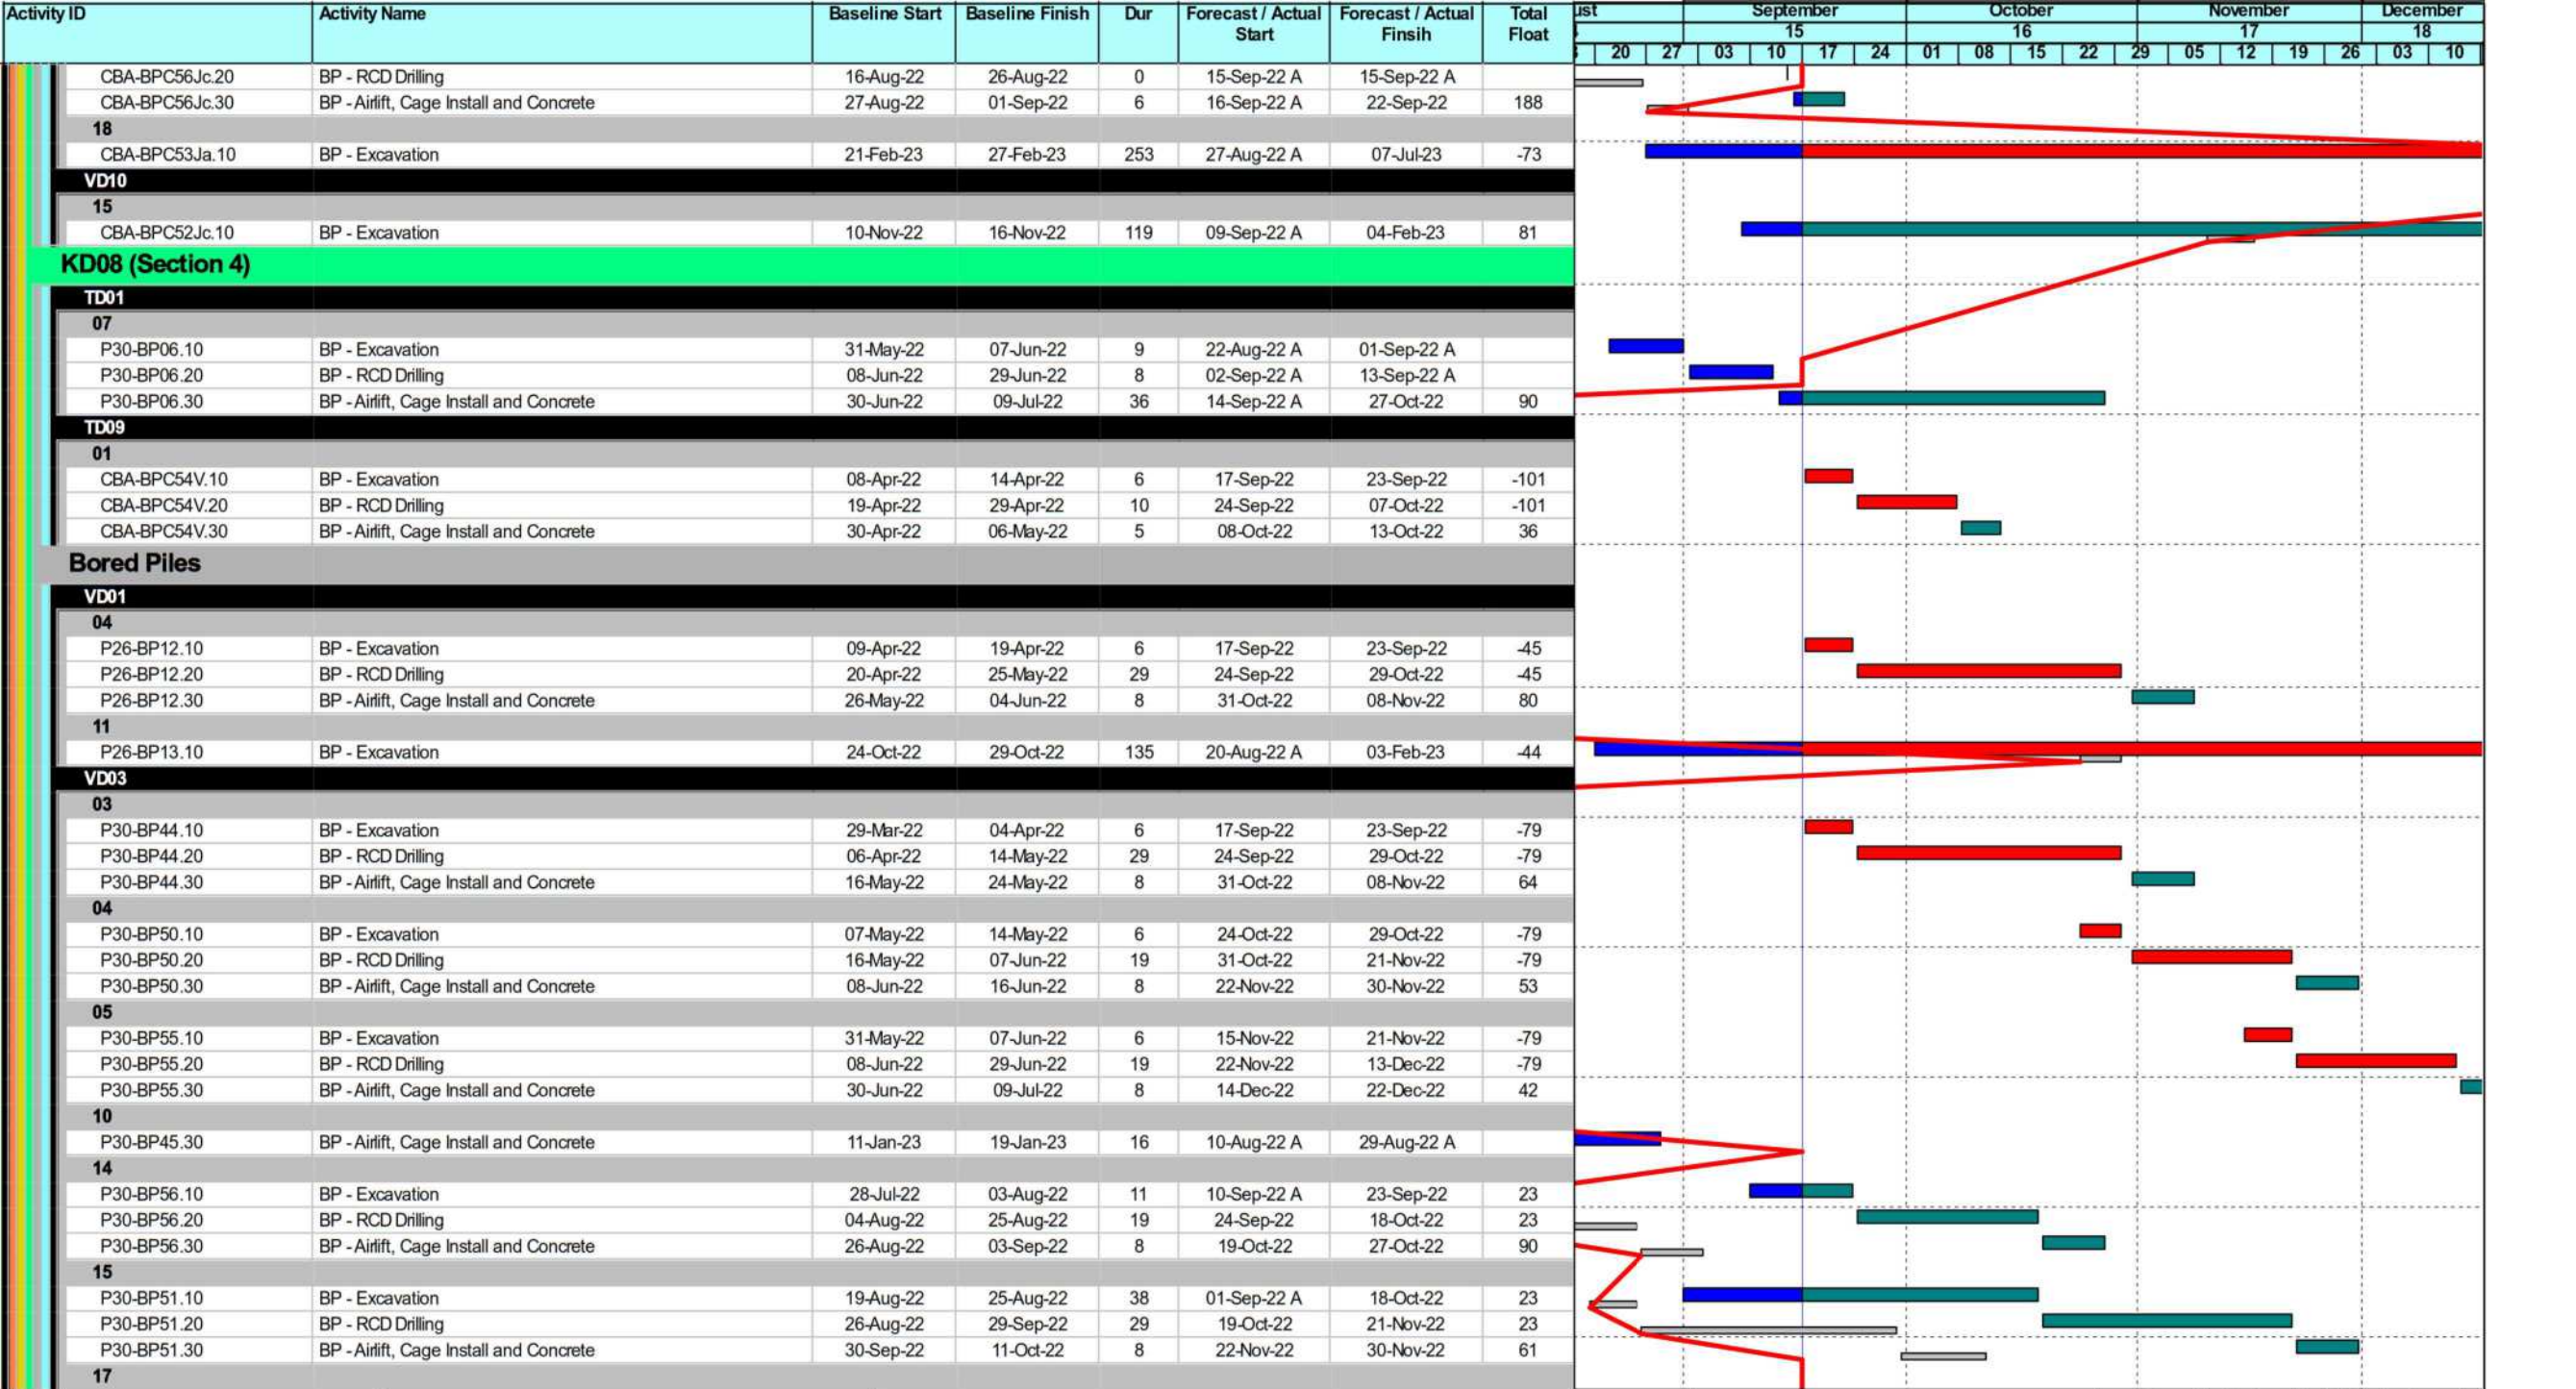 Activity ID Activity Name Baseline Start Baseline Finish Dur Forecast / Actual Start Forecast / Actual Finsih Total Float
ust September October November December
15 16 17 18
20 27 03 10 17 24 01 08 15 22 29 05 12 19 26 03 10
CBA-BPC56Jc.20 BP - RCD Drilling 16-Aug-22 26-Aug-22 0 15-Sep-22 A 15-Sep-22 A
CBA-BPC56Jc.30 BP - Airlift, Cage Install and Concrete 27-Aug-22 01-Sep-22 6 16-Sep-22 A 22-Sep-22 188
18
CBA-BPC53Ja.10 BP - Excavation 21-Feb-23 27-Feb-23 253 27-Aug-22 A 07-Jul-23 -73
VD10
15
CBA-BPC52Jc.10 BP - Excavation 10-Nov-22 16-Nov-22 119 09-Sep-22 A 04-Feb-23 81
KD08 (Section 4)
TD01
07
P30-BP06.10 BP - Excavation 31-May-22 07-Jun-22 9 22-Aug-22 A 01-Sep-22 A
P30-BP06.20 BP - RCD Drilling 08-Jun-22 29-Jun-22 8 02-Sep-22 A 13-Sep-22 A
P30-BP06.30 BP - Airlift, Cage Install and Concrete 30-Jun-22 09-Jul-22 36 14-Sep-22 A 27-Oct-22 90
TD09
01
CBA-BPC54V.10 BP - Excavation 08-Apr-22 14-Apr-22 6 17-Sep-22 23-Sep-22 -101
CBA-BPC54V.20 BP - RCD Drilling 19-Apr-22 29-Apr-22 10 24-Sep-22 07-Oct-22 -101
CBA-BPC54V.30 BP - Airlift, Cage Install and Concrete 30-Apr-22 06-May-22 5 08-Oct-22 13-Oct-22 36
Bored Piles
VD01
04
P26-BP12.10 BP - Excavation 09-Apr-22 19-Apr-22 6 17-Sep-22 23-Sep-22 -45
P26-BP12.20 BP - RCD Drilling 20-Apr-22 25-May-22 29 24-Sep-22 29-Oct-22 -45
P26-BP12.30 BP - Airlift, Cage Install and Concrete 26-May-22 04-Jun-22 8 31-Oct-22 08-Nov-22 80
11
P26-BP13.10 BP - Excavation 24-Oct-22 29-Oct-22 135 20-Aug-22 A 03-Feb-23 -44
VD03
03
P30-BP44.10 BP - Excavation 29-Mar-22 04-Apr-22 6 17-Sep-22 23-Sep-22 -79
P30-BP44.20 BP - RCD Drilling 06-Apr-22 14-May-22 29 24-Sep-22 29-Oct-22 -79
P30-BP44.30 BP - Airlift, Cage Install and Concrete 16-May-22 24-May-22 8 31-Oct-22 08-Nov-22 64
04
P30-BP50.10 BP - Excavation 07-May-22 14-May-22 6 24-Oct-22 29-Oct-22 -79
P30-BP50.20 BP - RCD Drilling 16-May-22 07-Jun-22 19 31-Oct-22 21-Nov-22 -79
P30-BP50.30 BP - Airlift, Cage Install and Concrete 08-Jun-22 16-Jun-22 8 22-Nov-22 30-Nov-22 53
05
P30-BP55.10 BP - Excavation 31-May-22 07-Jun-22 6 15-Nov-22 21-Nov-22 -79
P30-BP55.20 BP - RCD Drilling 08-Jun-22 29-Jun-22 19 22-Nov-22 13-Dec-22 -79
P30-BP55.30 BP - Airlift, Cage Install and Concrete 30-Jun-22 09-Jul-22 8 14-Dec-22 22-Dec-22 42
10
P30-BP45.30 BP - Airlift, Cage Install and Concrete 11-Jan-23 19-Jan-23 16 10-Aug-22 A 29-Aug-22 A
14
P30-BP56.10 BP - Excavation 28-Jul-22 03-Aug-22 11 10-Sep-22 A 23-Sep-22 23
P30-BP56.20 BP - RCD Drilling 04-Aug-22 25-Aug-22 19 24-Sep-22 18-Oct-22 23
P30-BP56.30 BP - Airlift, Cage Install and Concrete 26-Aug-22 03-Sep-22 8 19-Oct-22 27-Oct-22 90
15
P30-BP51.10 BP - Excavation 19-Aug-22 25-Aug-22 38 01-Sep-22 A 18-Oct-22 23
P30-BP51.20 BP - RCD Drilling 26-Aug-22 29-Sep-22 29 19-Oct-22 21-Nov-22 23
P30-BP51.30 BP - Airlift, Cage Install and Concrete 30-Sep-22 11-Oct-22 8 22-Nov-22 30-Nov-22 61
17